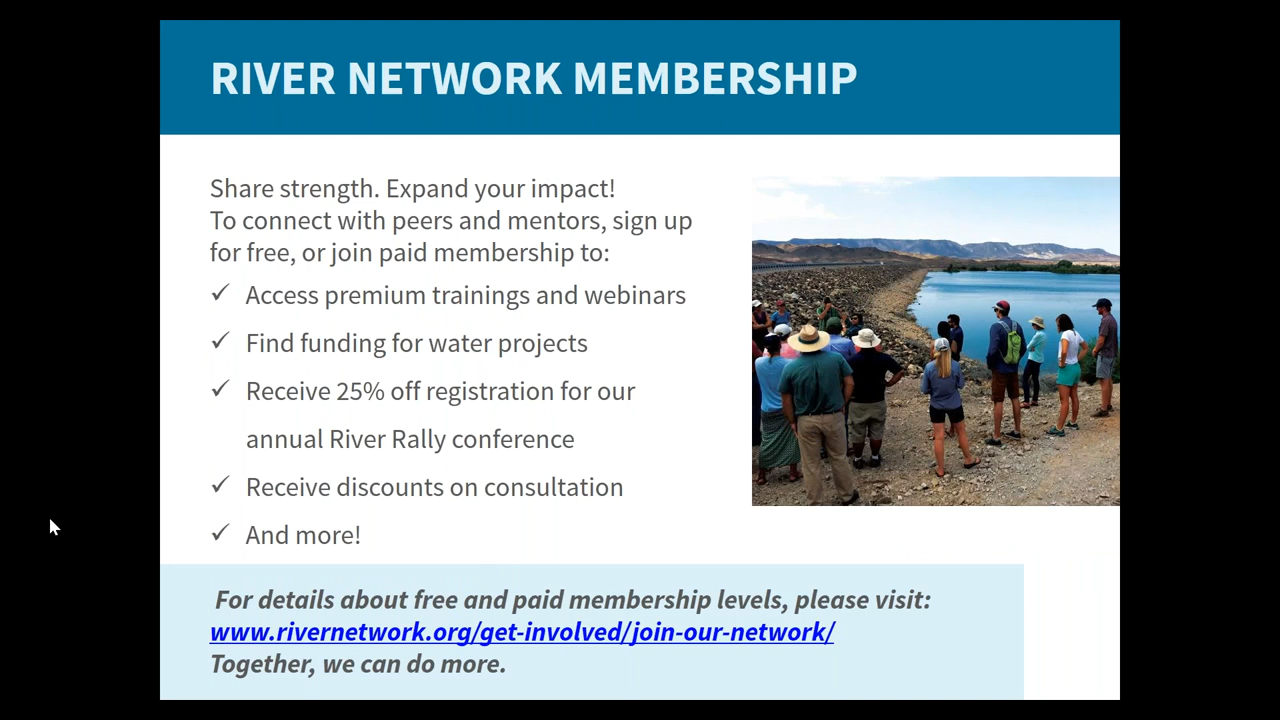 RIVER NETWORK MEMBERSHIP
Share strength. Expand your impact!
To connect with peers and mentors, sign up
for free, or join paid membership to:
✓ Access premium trainings and webinars
✓ Find funding for water projects
✓ Receive 25% off registration for our
annual River Rally conference
✓ Receive discounts on consultation
✓ And more!
For details about free and paid membership levels, please visit:
www.rivernetwork.org/get-involved/join-our-network/
Together, we can do more.